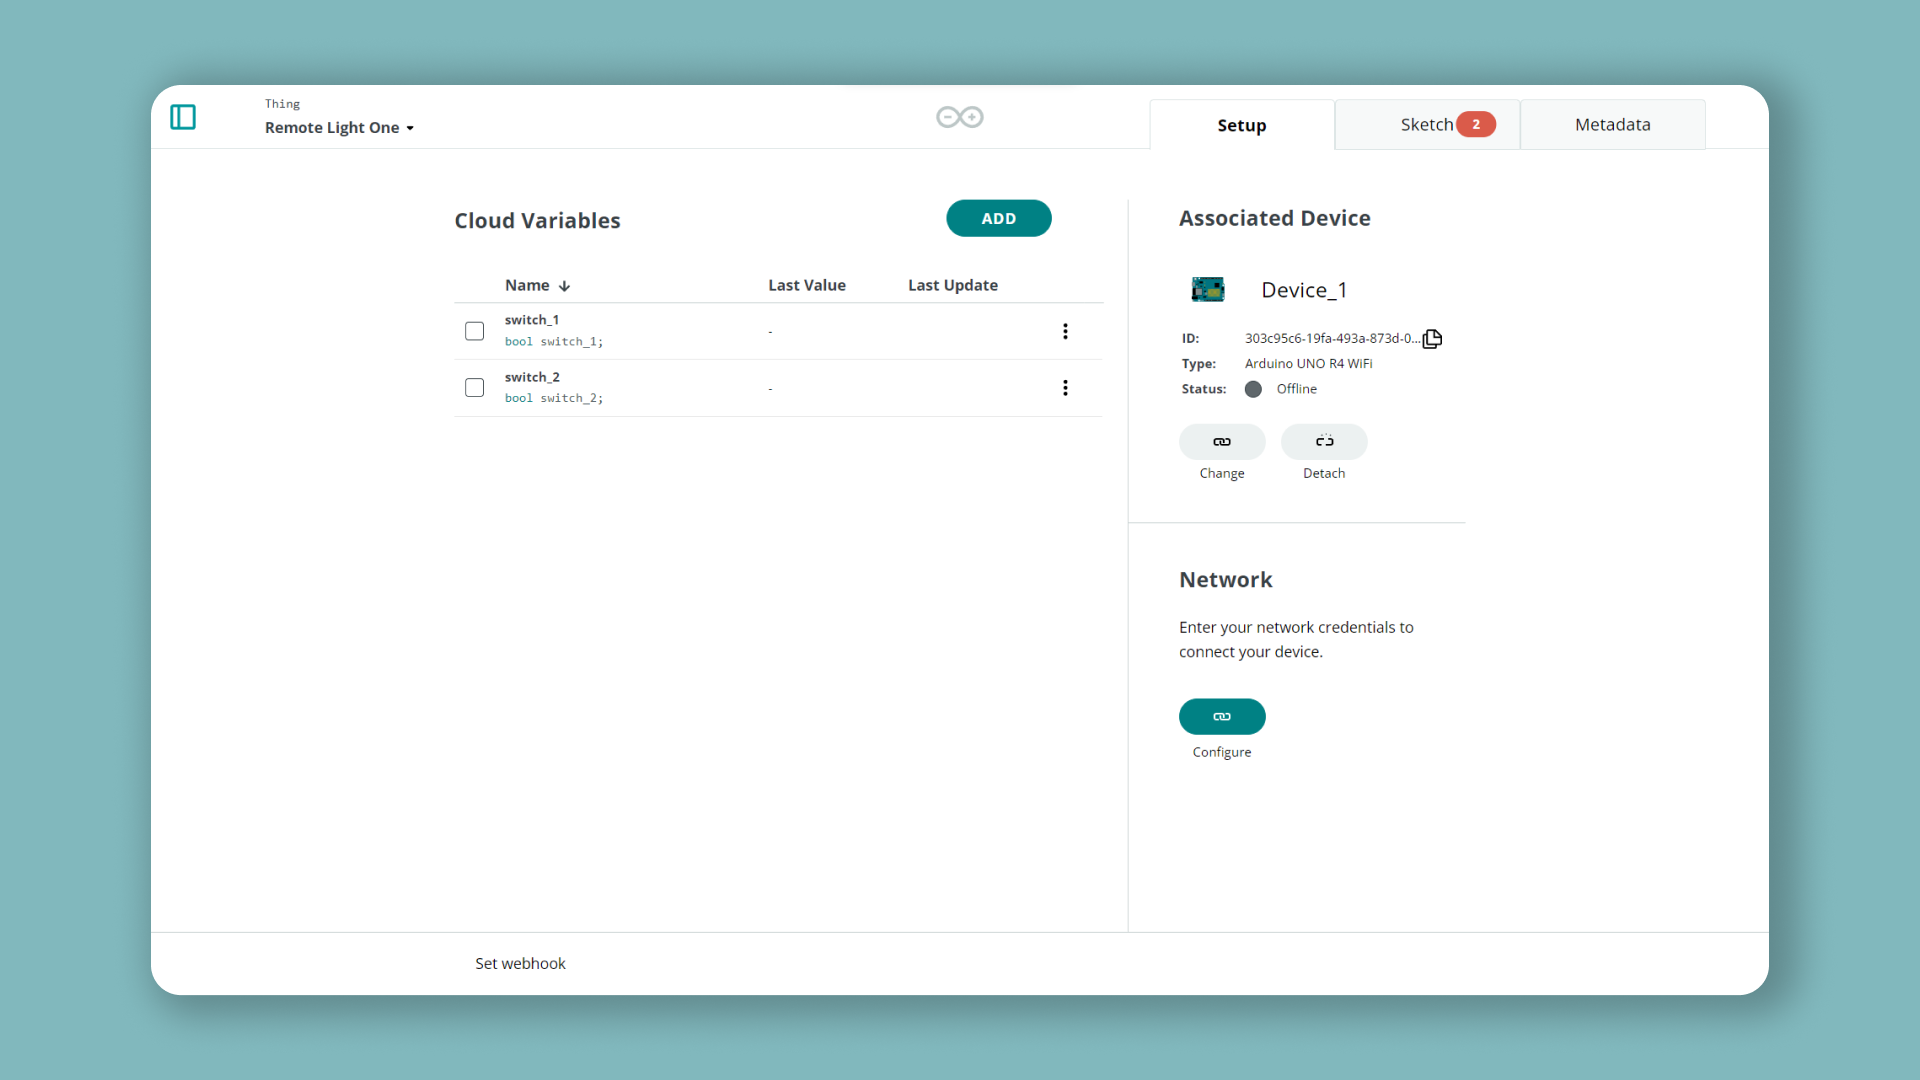 Thing
Remote Light One
Setup
Sketch 2
Metadata
Cloud Variables
ADD
Name Last Value Last Update
switch_1
bool switch_1;
-
switch_2
bool switch_2;
-
Associated Device
Device_1
ID: 303c95c6-19fa-493a-873d-0...
Type: Arduino UNO R4 WiFi
Status: Offline
Change
Detach
Network
Enter your network credentials to
connect your device.
Configure
Set webhook